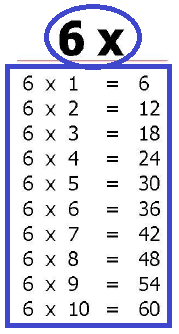 6 x
6 x 1 = 6
6 x 2 = 12
6 x 3 = 18
6 x 4 = 24
6 x 5 = 30
6 x 6 = 36
6 x 7 = 42
6 x 8 = 48
6 x 9 = 54
6 x 10 = 60